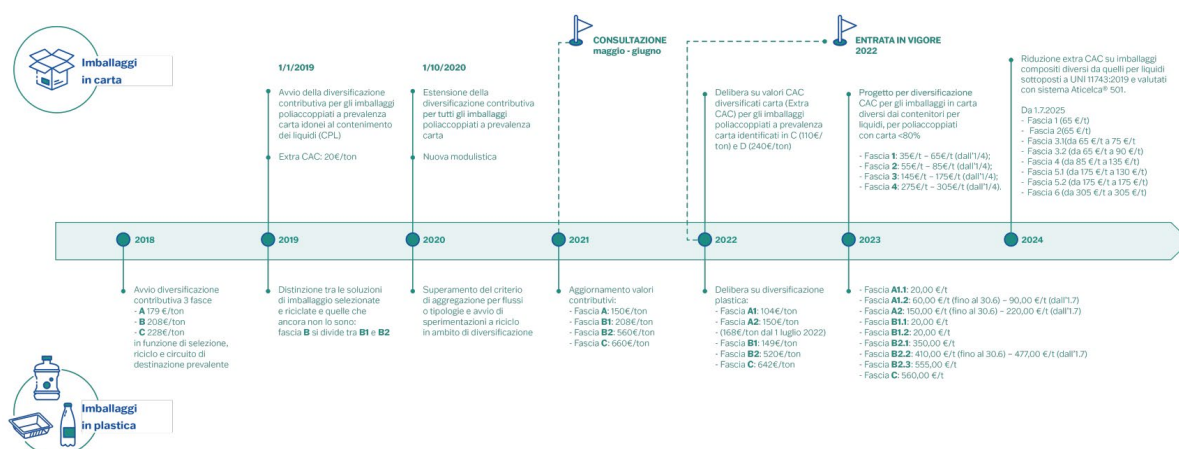 Imballaggi
in carta
1/1/2019
Avvio della diversificazione
contributiva per gli imballaggi
poliaccoppiati a prevalenza
carta idonei al contenimento
dei liquidi (CPL)
Extra CAC: 20€/ton
1/10/2020
Estensione della
diversificazione contributiva
per tutti gli imballaggi
poliaccoppiati a prevalenza
carta
Nuova modulistica
CONSULTAZIONE
maggio - giugno
Delibera su valori CAC
diversificati carta (Extra
CAC) per gli imballaggi
poliaccoppiati a prevalenza
carta identificati in C (110€/
ton) e D (240€/ton)
ENTRATA IN VIGORE
2022
Progetto per diversificazione
CAC per gli imballaggi in carta
diversi dai contenitori per
liquidi, per poliaccoppiati
con carta <80%
- Fascia 1: 35€/t – 65€/t (dall'1/4);
- Fascia 2: 55€/t – 85€/t (dall'1/4);
- Fascia 3: 145€/t – 175€/t (dall'1/4);
- Fascia 4: 275€/t – 305€/t (dall'1/4).
Riduzione extra CAC su imballaggi
compositi diversi da quelli per liquidi
sottoposti a UNI 11743:2019 e valutati
con sistema Aticelca® 501.
Da 1.7.2025
- Fascia 1 (65 €/t)
- Fascia 2(65 €/t)
- Fascia 3.1(da 65 €/t a 75 €/t
- Fascia 3.2 (da 65 €/t a 90 €/t)
- Fascia 4 (da 85 €/t a 135 €/t)
- Fascia 5.1 (da 175 €/t a 130 €/t)
- Fascia 5.2 (da 175 €/t a 175 €/t)
- Fascia 6 (da 305 €/t a 305 €/t)
2018
2019
2020
2021
2022
2023
2024
Avvio diversificazione
contributiva 3 fasce
- A 179 €/ton
- B 208€/ton
- C 228€/ton
in funzione di selezione,
riciclo e circuito di
destinazione prevalente
Distinzione tra le soluzioni
di imballaggio selezionate
e riciclate e quelle che
ancora non lo sono:
fascia B si divide tra B1 e B2
Superamento del criterio
di aggregazione per flussi
o tipologie e avvio di
sperimentazioni a riciclo
in ambito di diversificazione
Aggiornamento valori
contributivi:
- Fascia A: 150€/ton
- Fascia B1: 208€/ton
- Fascia B2: 560€/ton
- Fascia C: 660€/ton
Delibera su diversificazione
plastica:
- Fascia A1: 104€/ton
- Fascia A2: 150€/ton
(168€/ton dal 1 luglio 2022)
- Fascia B1: 149€/ton
- Fascia B2: 520€/ton
- Fascia C: 642€/ton
- Fascia A1.1: 20,00 €/t
- Fascia A1.2: 60,00 €/t (fino al 30.6) – 90,00 €/t (dall'1.7)
- Fascia A2: 150,00 €/t (fino al 30.6) – 220,00 €/t (dall'1.7)
- Fascia B1.1: 20,00 €/t
- Fascia B1.2: 20,00 €/t
- Fascia B2.1: 350,00 €/t
- Fascia B2.2: 410,00 €/t (fino al 30.6) – 477,00 €/t (dall'1.7)
- Fascia B2.3: 555,00 €/t
- Fascia C: 560,00 €/t
Imballaggi
in plastica